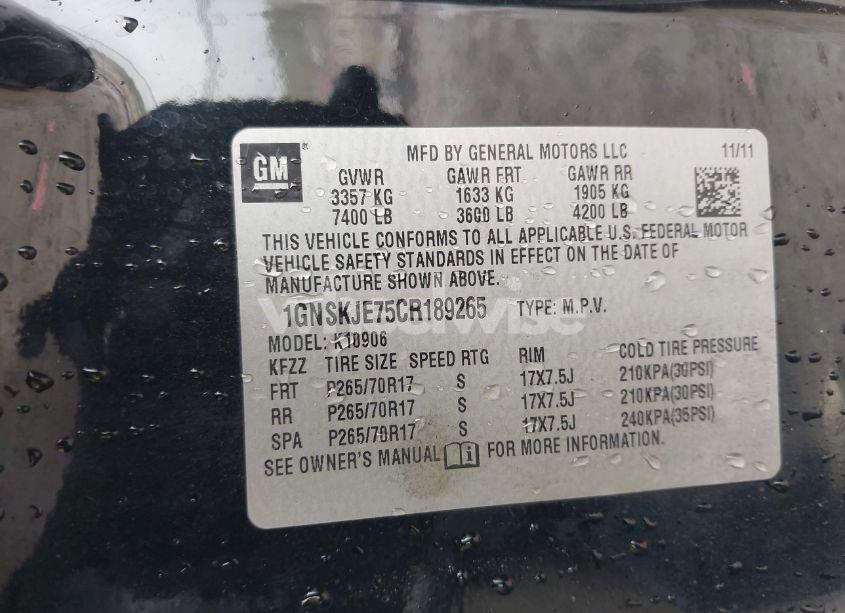 GM
MFD BY GENERAL MOTORS LLC 11/11
GVWR GAWR FRT GAWR RR
3357 KG 1633 KG 1905 KG
7400 LB 3600 LB 4200 LB
THIS VEHICLE CONFORMS TO ALL APPLICABLE U.S. FEDERAL MOTOR
VEHICLE SAFETY STANDARDS IN EFFECT ON THE DATE OF
MANUFACTURE SHOWN ABOVE.
1GNSKJE75CR189265 TYPE: M.P.V.
MODEL: K10906
KFZZ TIRE SIZE SPEED RTG RIM COLD TIRE PRESSURE
FRT P265/70R17 S 17X7.5J 210KPA(30PSI)
RR P265/70R17 S 17X7.5J 210KPA(30PSI)
SPA P265/70R17 S 17X7.5J 240KPA(35PSI)
SEE OWNER'S MANUAL FOR MORE INFORMATION.